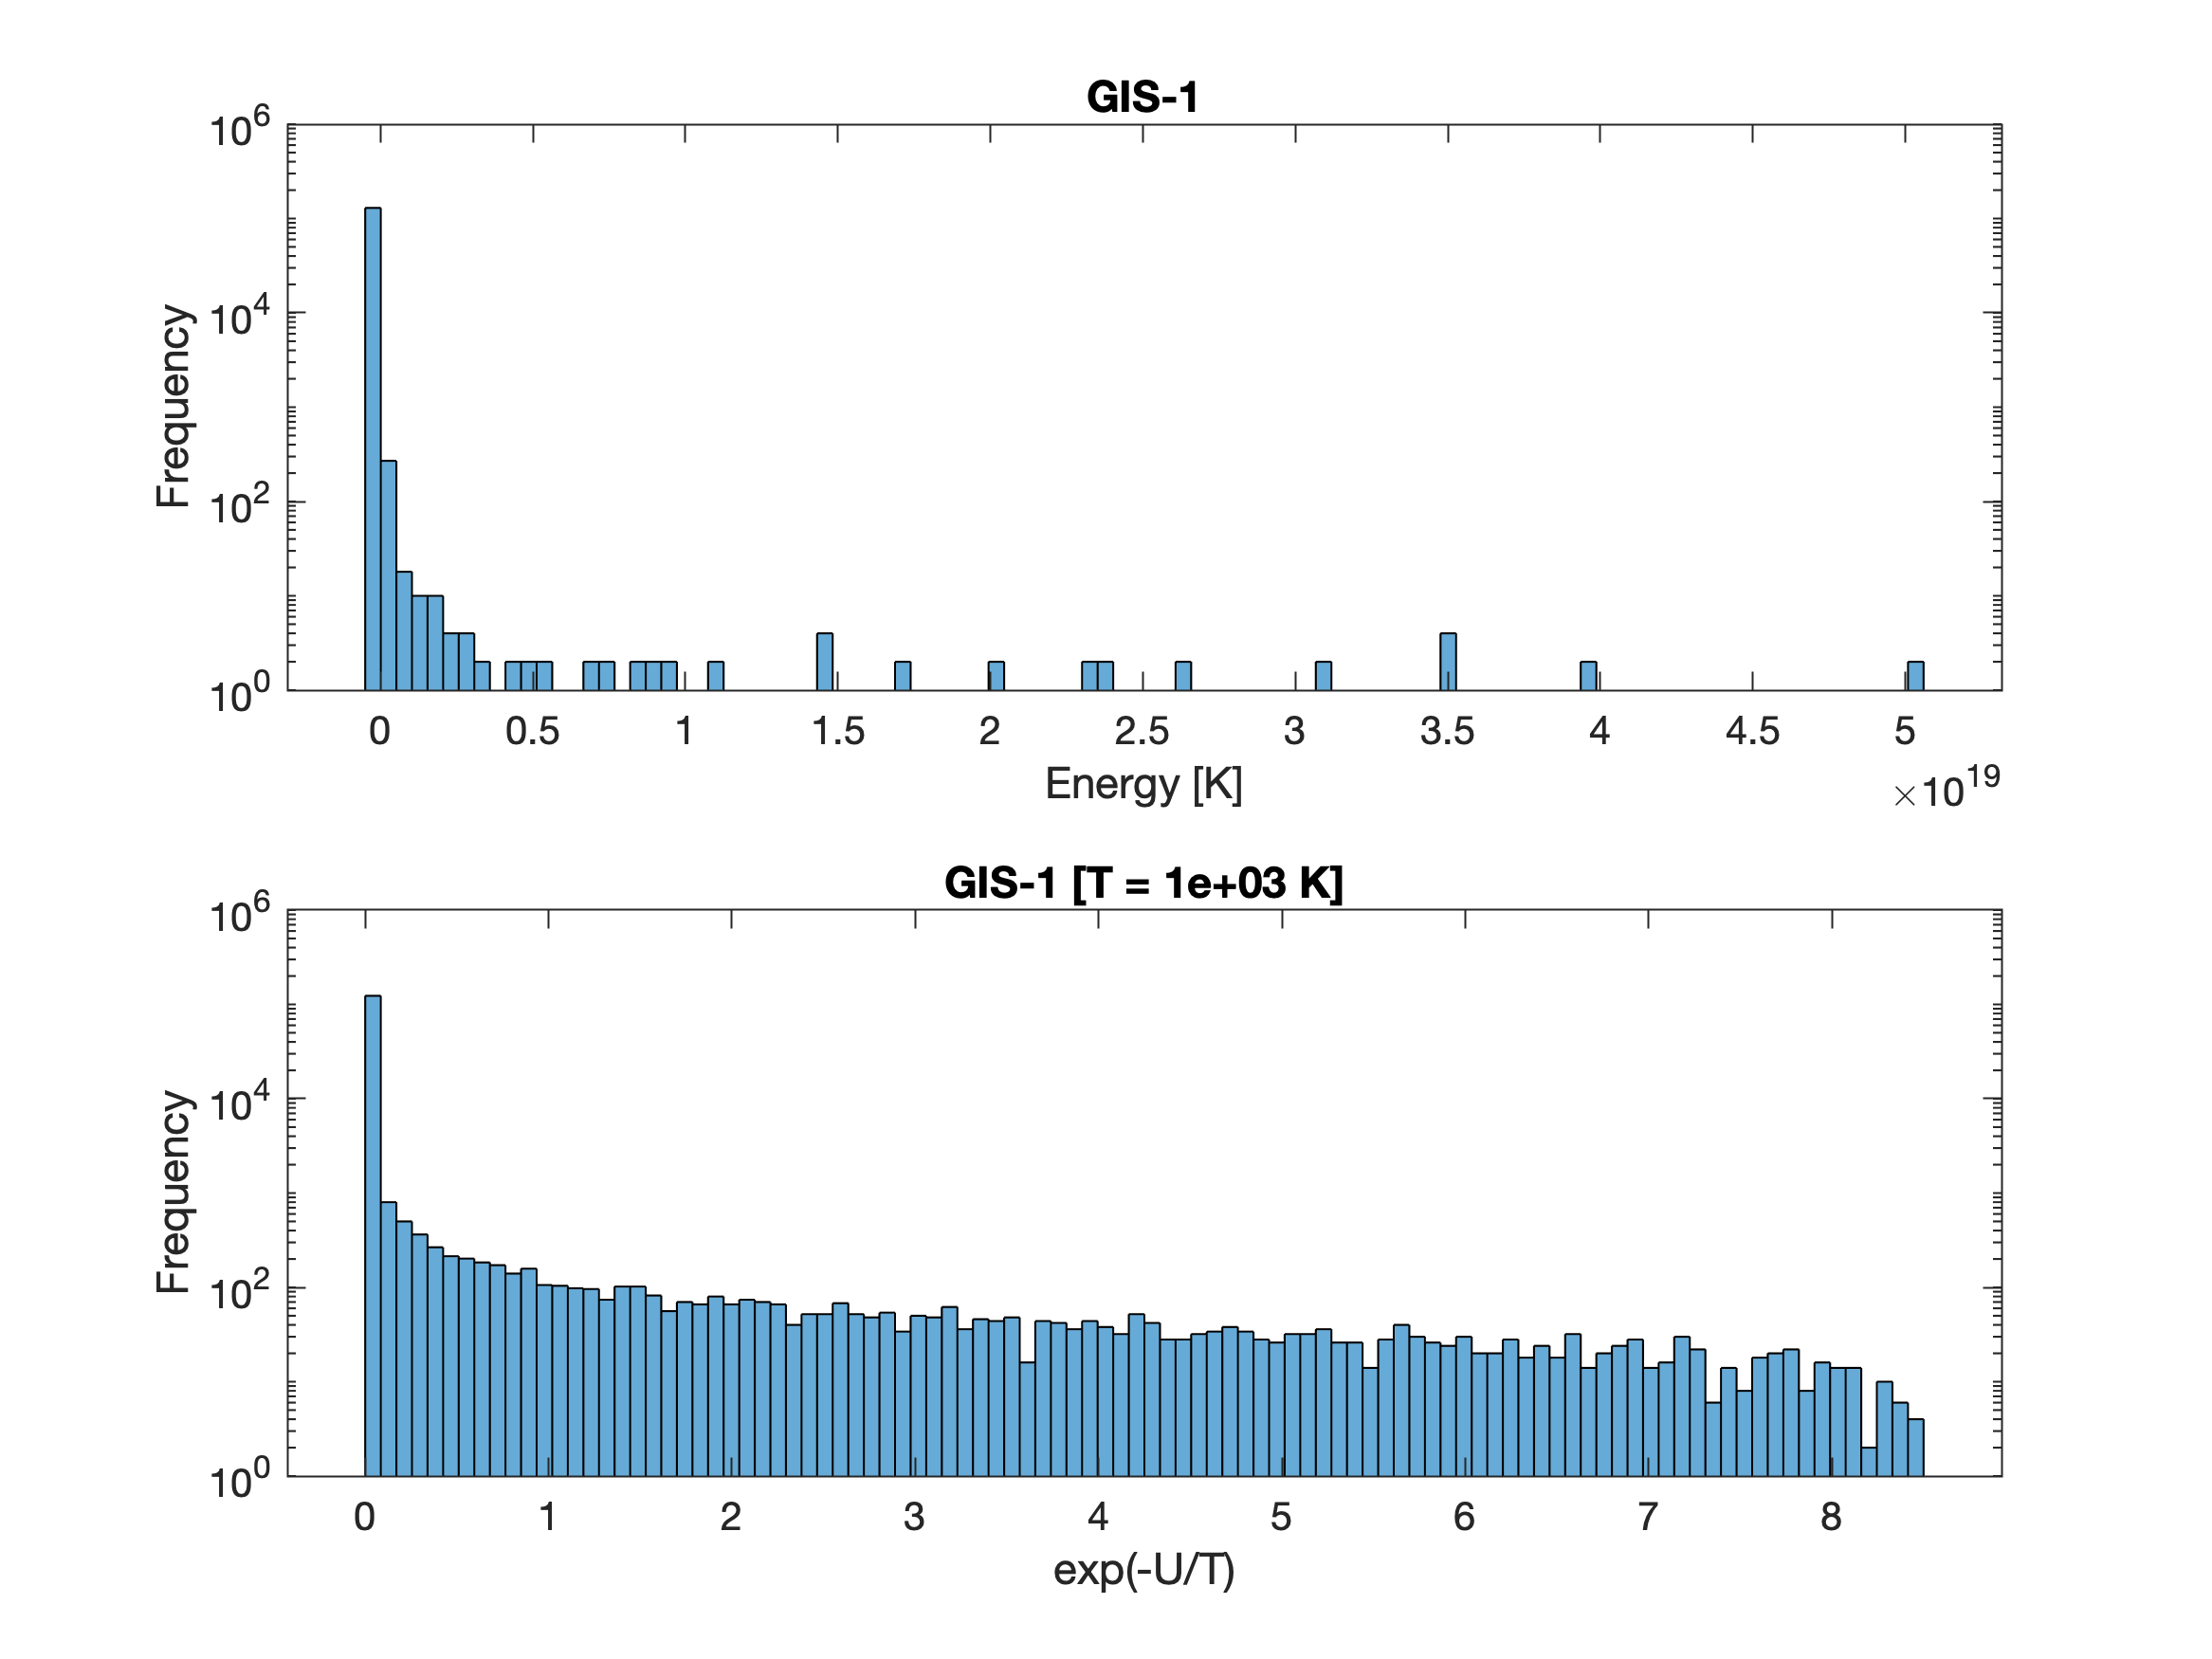 GIS-1
10^6
10^4
10^2
10^0
Frequency
0 0.5 1 1.5 2 2.5 3 3.5 4 4.5 5
Energy [K]
×10^19
GIS-1 [T = 1e+03 K]
10^6
10^4
10^2
10^0
Frequency
0 1 2 3 4 5 6 7 8
exp(-U/T)